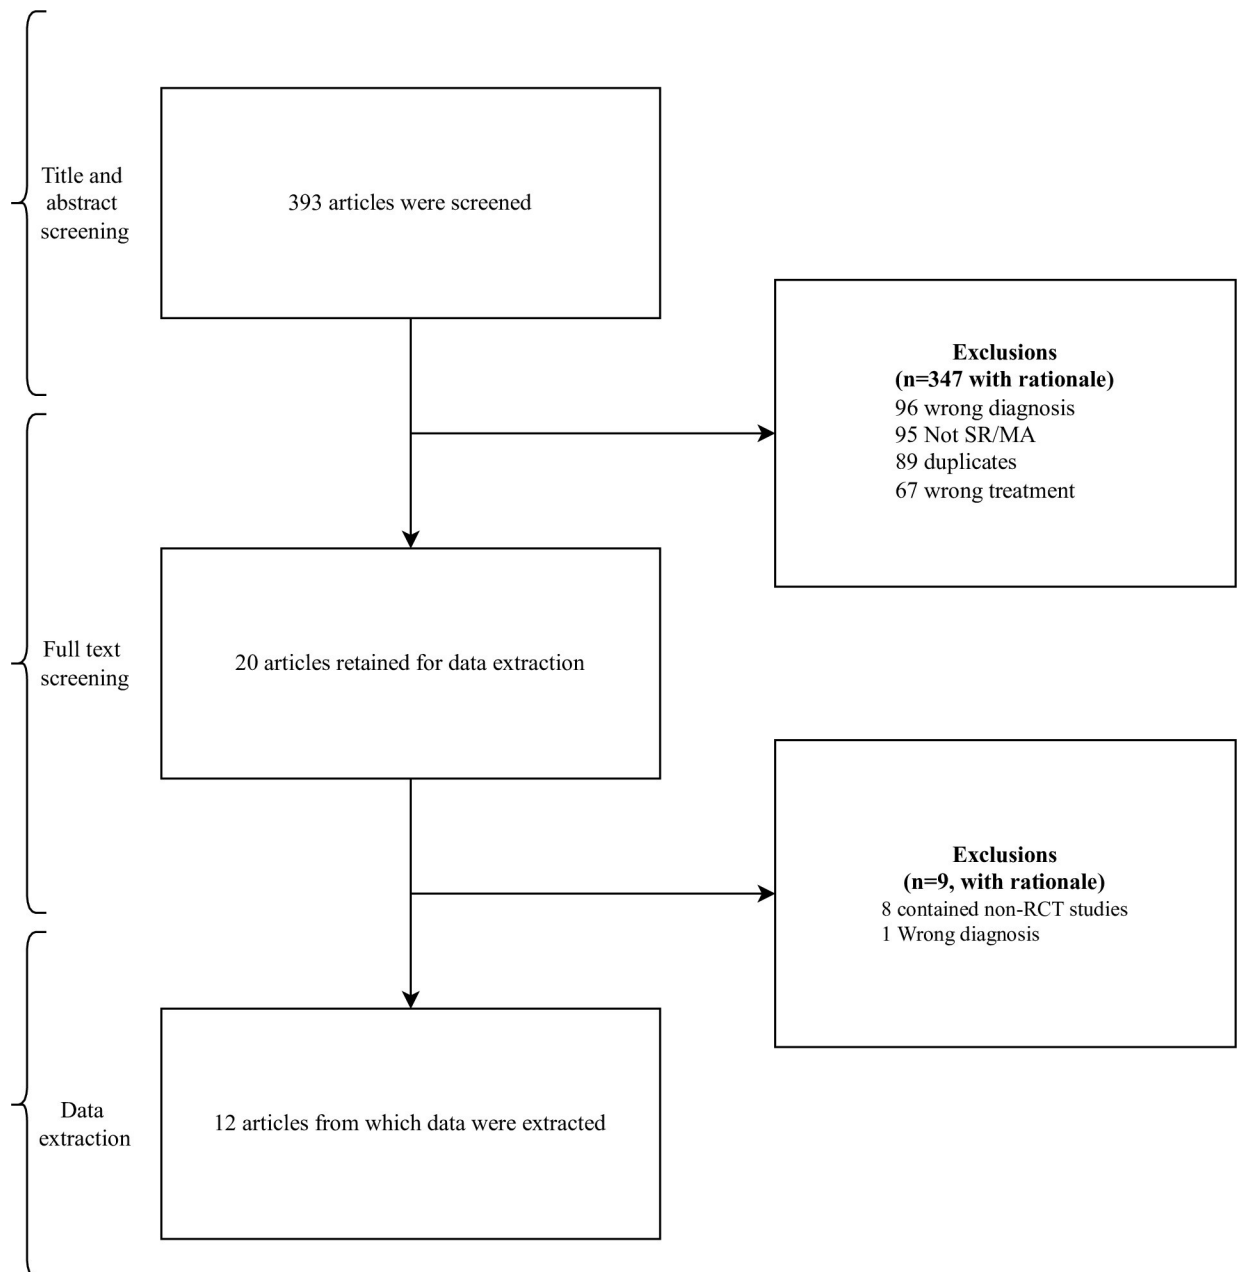 Title and
abstract
screening
393 articles were screened
Exclusions
(n=347 with rationale)
96 wrong diagnosis
95 Not SR/MA
89 duplicates
67 wrong treatment
Full text
screening
20 articles retained for data extraction
Exclusions
(n=9, with rationale)
8 contained non-RCT studies
1 Wrong diagnosis
Data
extraction
12 articles from which data were extracted